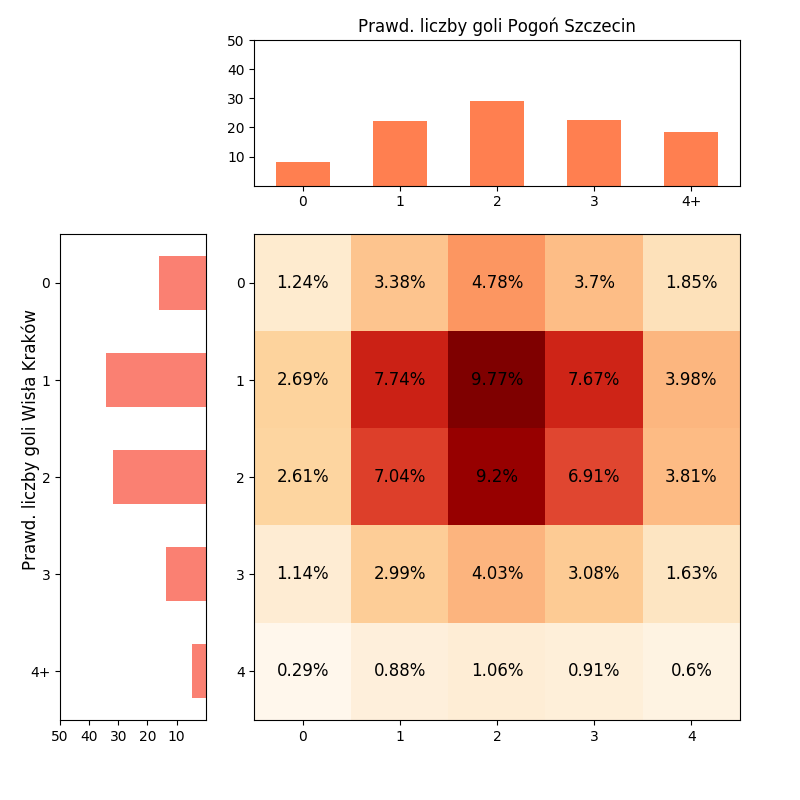 Prawd. liczby goli Pogoń Szczecin
50
40
30
20
10
0 1 2 3 4+
Prawd. liczby goli Wisła Kraków
0
1
2
3
4+
50 40 30 20 10
0 1.24% 3.38% 4.78% 3.7% 1.85%
1 2.69% 7.74% 9.77% 7.67% 3.98%
2 2.61% 7.04% 9.2% 6.91% 3.81%
3 1.14% 2.99% 4.03% 3.08% 1.63%
4 0.29% 0.88% 1.06% 0.91% 0.6%
0 1 2 3 4